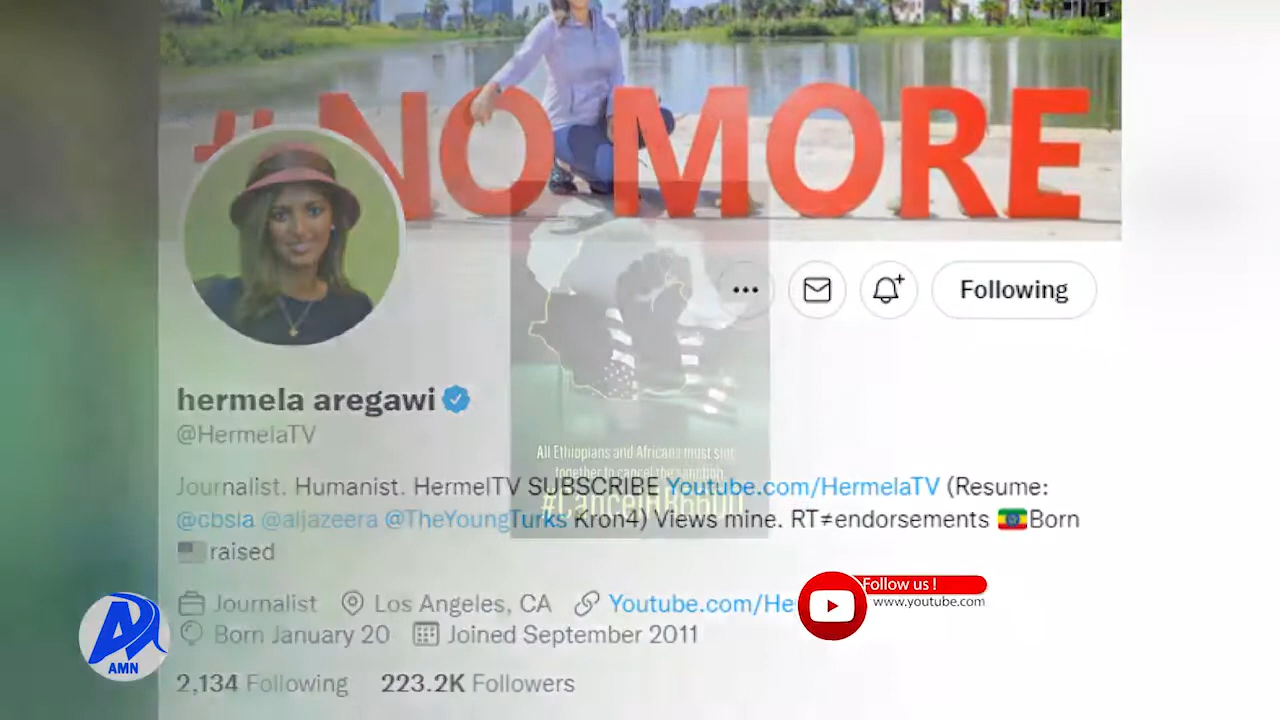 # NO MORE
Following
hermela aregawi
@HermelaTV
All Ethiopians and Africans must stop
together to cancel the sanction
#CancelHR6600
Journalist. Humanist. HermelTV SUBSCRIBE Youtube.com/HermelaTV (Resume:
@cbsla @aljazeera @TheYoungTurks Kron4) Views mine. RT≠endorsements 🇪🇹Born
🇺🇸raised
Journalist Los Angeles, CA Youtube.com/He
Born January 20 Joined September 2011
2,134 Following 223.2K Followers
Follow us !
www.youtube.com
AMN